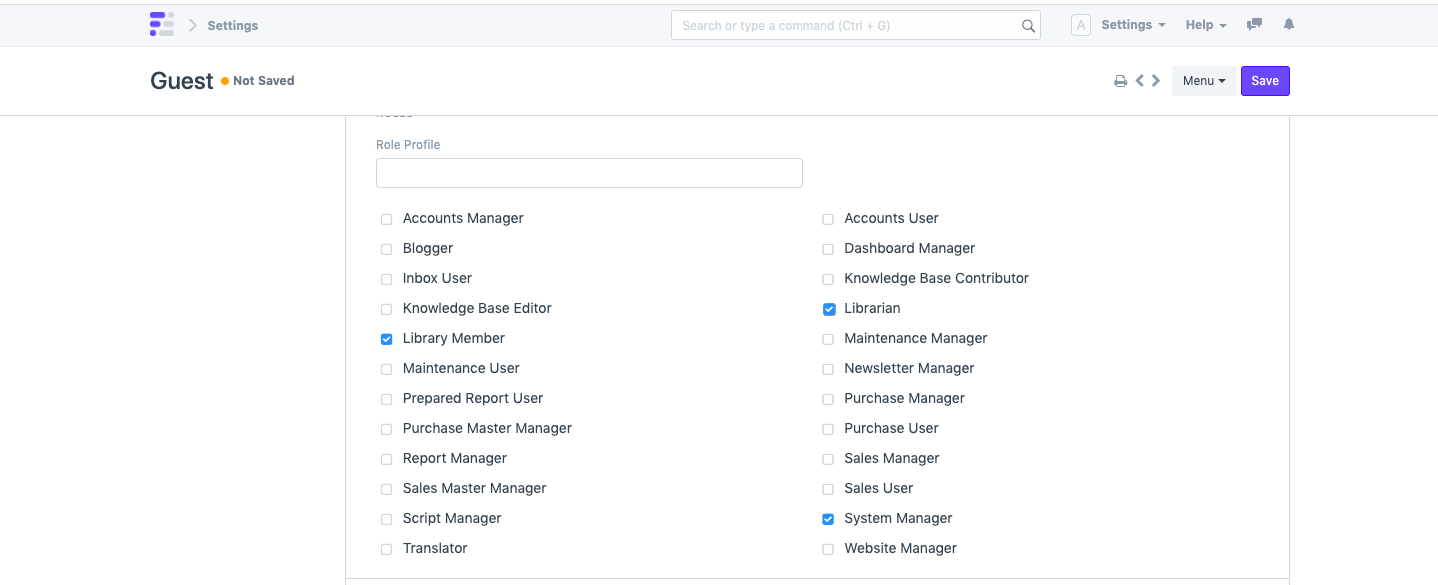 Settings
Search or type a command (Ctrl + G)
A
Settings
Help
Guest
Not Saved
Menu
Save
Role Profile
Accounts Manager
Accounts User
Blogger
Dashboard Manager
Inbox User
Knowledge Base Contributor
Knowledge Base Editor
Librarian
Library Member
Maintenance Manager
Maintenance User
Newsletter Manager
Prepared Report User
Purchase Manager
Purchase Master Manager
Purchase User
Report Manager
Sales Manager
Sales Master Manager
Sales User
Script Manager
System Manager
Translator
Website Manager